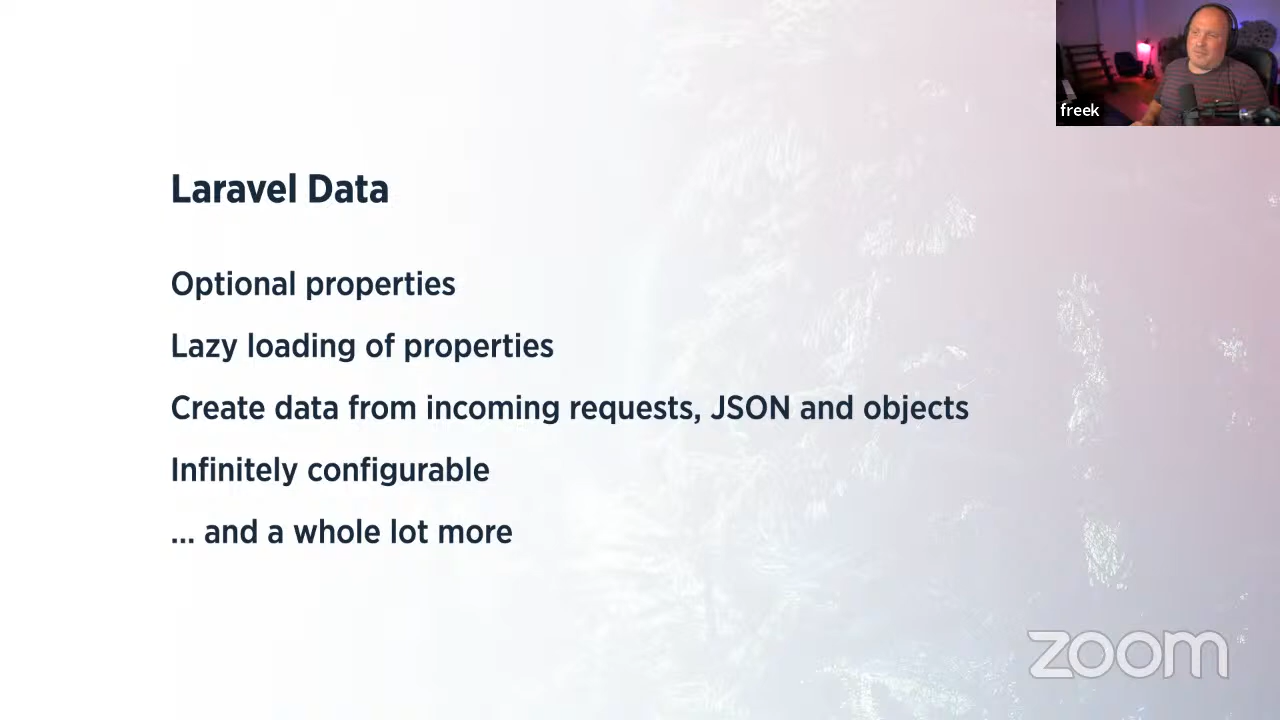 freek
Laravel Data
Optional properties
Lazy loading of properties
Create data from incoming requests, JSON and objects
Infinitely configurable
... and a whole lot more
zoom